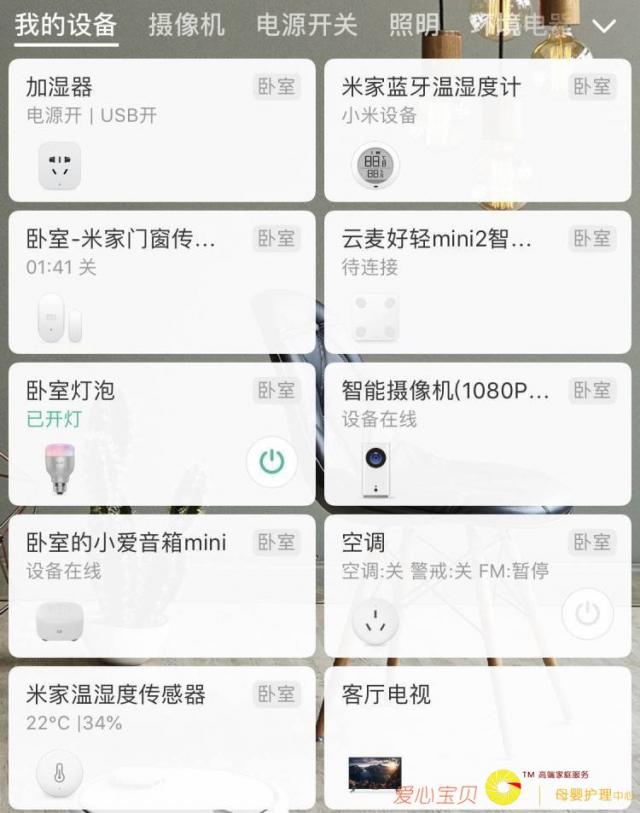 我的设备 摄像机 电源开关 照明 环境电器
加湿器 卧室
电源开 | USB开
米家蓝牙温湿度计 卧室
小米设备
卧室-米家门窗传... 卧室
01:41 关
云麦好轻mini2智... 卧室
待连接
卧室灯泡 卧室
已开灯
智能摄像机(1080P... 卧室
设备在线
卧室的小爱音箱mini 卧室
设备在线
空调 卧室
空调:关 警戒:关 FM:暂停
米家温湿度传感器 卧室
22°C |34%
客厅电视
爱心宝贝 TM 高端家庭服务
母婴护理中心